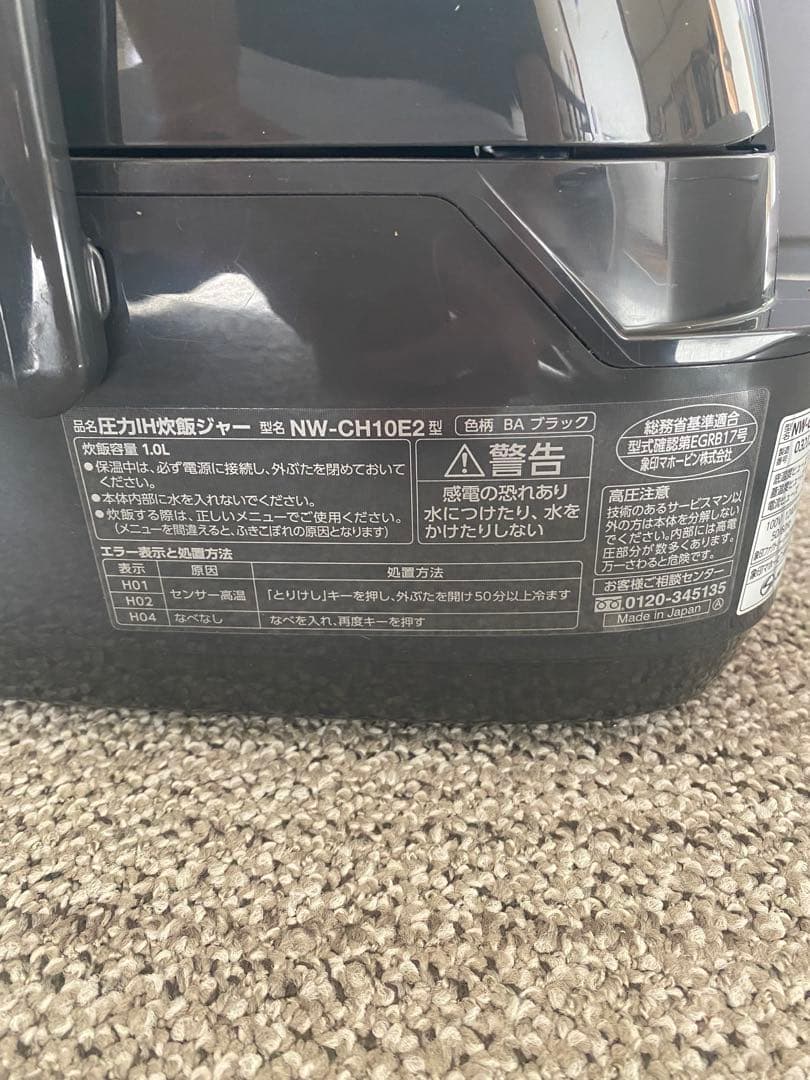 品名 圧力IH炊飯ジャー 型名 NW-CH10E2型 色柄 BA ブラック
炊飯容量 1.0L
●保温中は、必ず電源に接続し、外ぶたを閉めておいて
ください。
●本体内部に水を入れないでください。
●炊飯する際は、正しいメニューでご使用ください。
(メニューを間違えると、ふきこぼれの原因となります)
警告
感電の恐れあり
水につけたり、水を
かけたりしない
エラー表示と処置方法
表示 原因 処置方法
H01
H02 センサー高温 「とりけし」キーを押し、外ぶたを開け50分以上冷ます
H04 なべなし なべを入れ、再度キーを押す
総務省基準適合
型式確認第EGRB17号
象印マホービン株式会社
高圧注意
技術のあるサービスマン以
外の方は本体を分解しない
でください。内部には高電
圧部分が数多くあります。
万一さわると危険です。
お客様ご相談センター
0120-345135
Made in Japan Ⓐ
型名 NW-C
製造
番号
100V